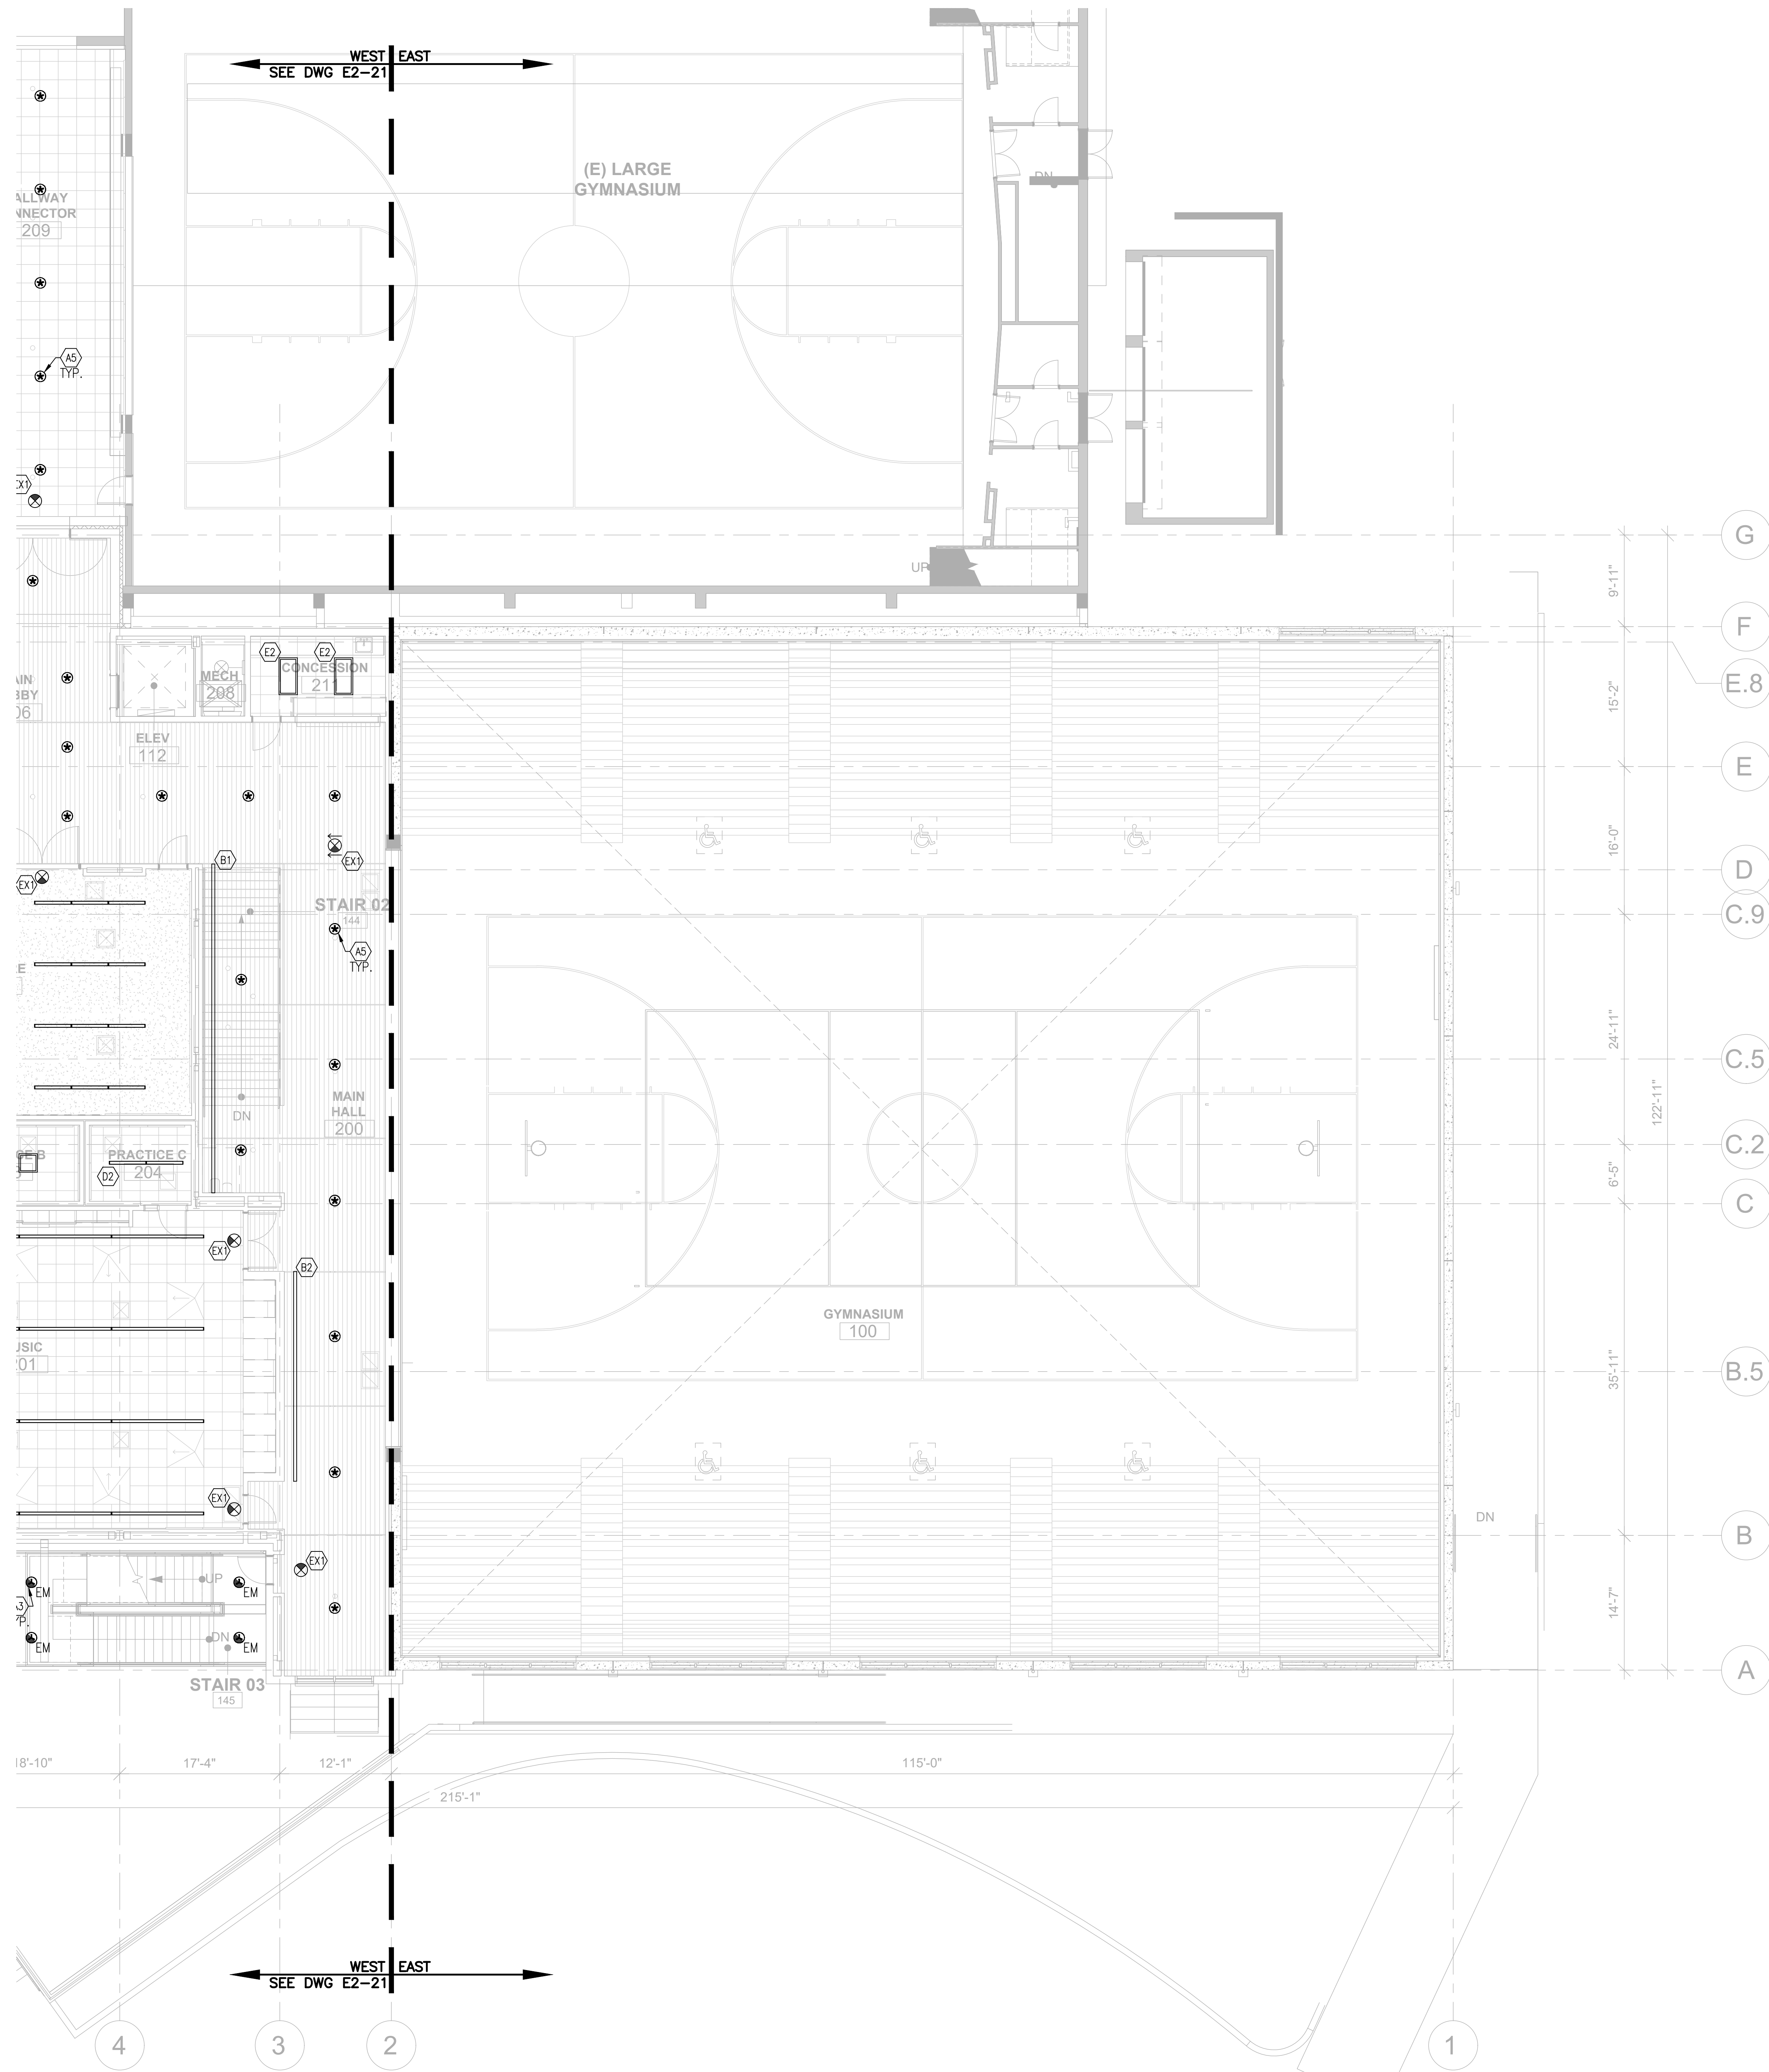 WEST EAST
SEE DWG E2-21
(E) LARGE
GYMNASIUM
DN
ALLWAY
NNECTOR
209
A5
TYP.
EX1
G
9'-11"
UP
F
E2
E2
CONCESSION
211
MECH
208
AIN
BBY
06
E.8
15'-2"
ELEV
112
E
16'-0"
B1
EX1
D
EX1
STAIR 02
144
C.9
A5
TYP.
E
24'-11"
C.5
MAIN
HALL
200
DN
122'-11"
C.2
GE B
PRACTICE C
204
D2
6'-5"
C
EX1
B2
GYMNASIUM
100
USIC
201
35'-11"
B.5
EX1
DN
B
EX1
UP
EM
EM
A3
YP.
14'-7"
DN
EM
EM
A
STAIR 03
145
18'-10"
17'-4"
12'-1"
115'-0"
215'-1"
WEST EAST
SEE DWG E2-21
4
3
2
1